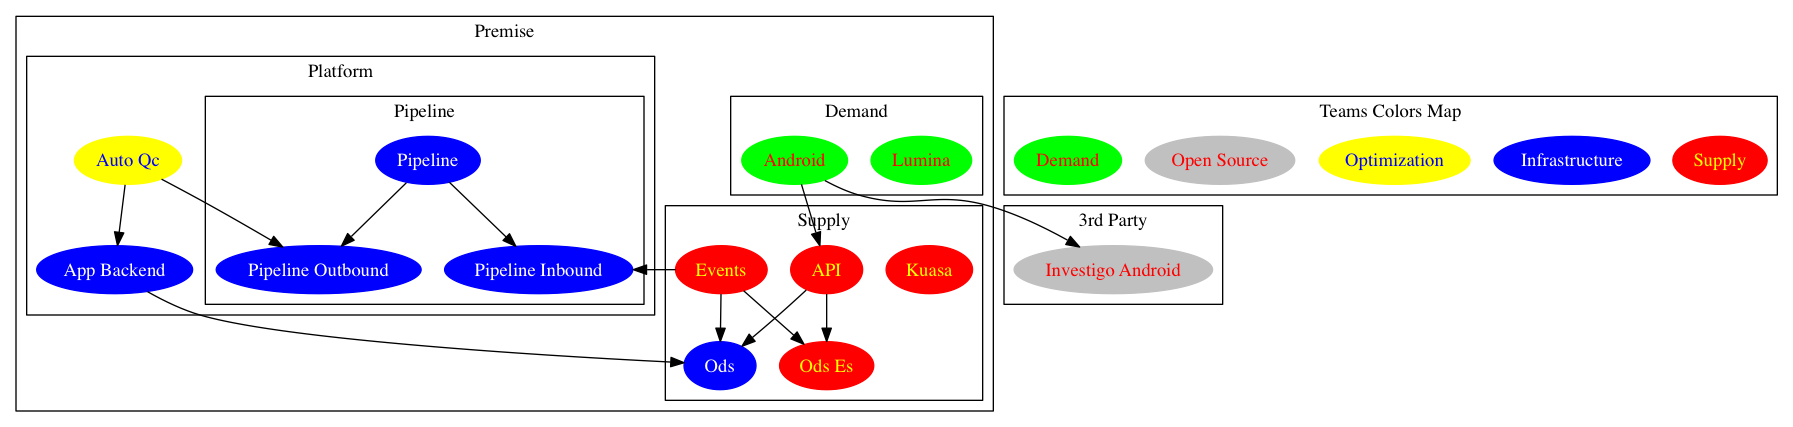 Premise
Platform
Pipeline
Auto Qc
Pipeline
App Backend
Pipeline Outbound
Pipeline Inbound
Demand
Android
Lumina
Supply
Events
API
Kuasa
Ods
Ods Es
Teams Colors Map
Demand
Open Source
Optimization
Infrastructure
Supply
3rd Party
Investigo Android